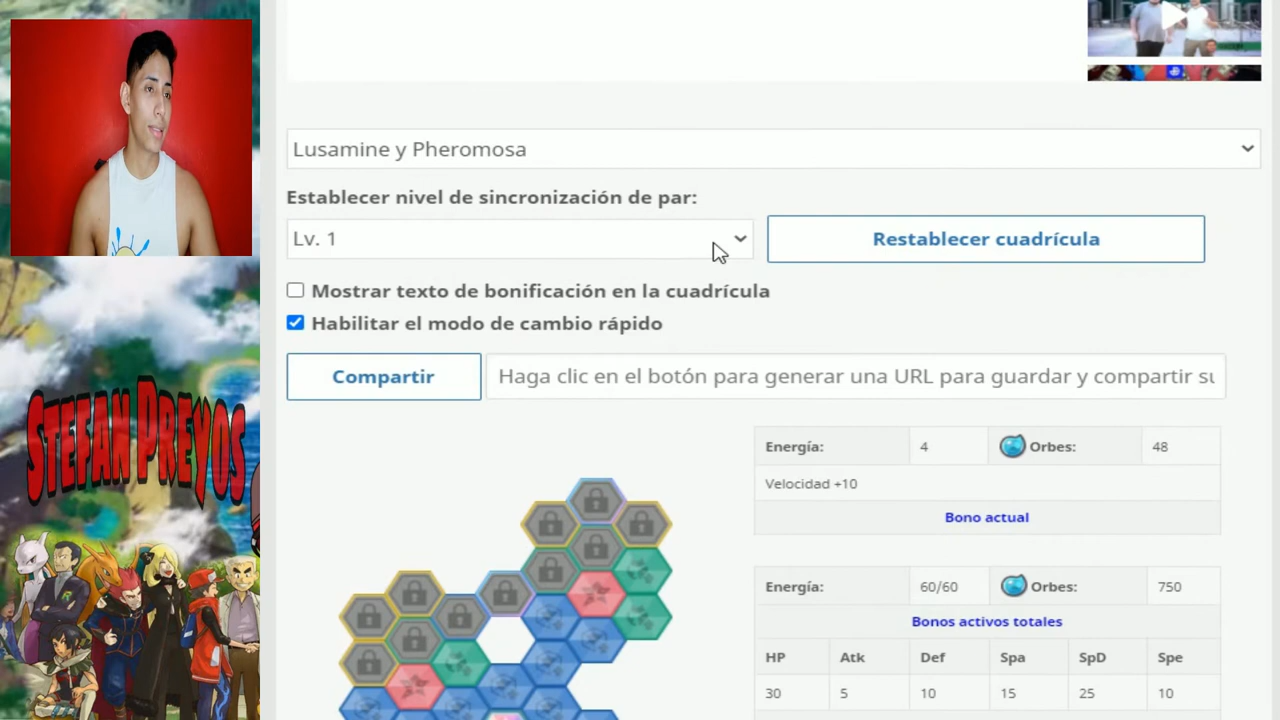 Lusamine y Pheromosa
Establecer nivel de sincronización de par:
Lv. 1
Restablecer cuadrícula
Mostrar texto de bonificación en la cuadrícula
Habilitar el modo de cambio rápido
Compartir
Haga clic en el botón para generar una URL para guardar y compartir su
Energía: 4 Orbes: 48
Velocidad +10
Bono actual
Energía: 60/60 Orbes: 750
Bonos activos totales
HP Atk Def Spa SpD Spe
30 5 10 15 25 10
STEFAN PREYOS